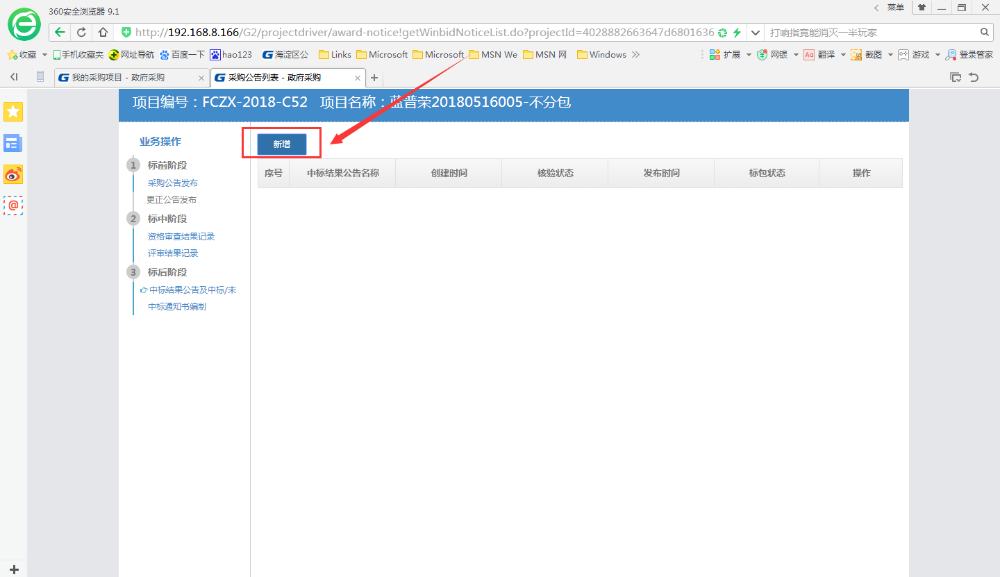 360安全浏览器 9.1
菜单
http://192.168.8.166/G2/projectdriver/award-notice!getWinbidNoticeList.do?projectId=4028882663647d6801636
打响指竟能消灭一半玩家
收藏 手机收藏夹 网址导航 百度一下 hao123 海淀区公 Links Microsoft Microsoft MSN We MSN 网 Windows 扩展 网银 Aq 翻译 截图 游戏 登录管家
我的采购项目 - 政府采购 采购公告列表 - 政府采购
项目编号：FCZX-2018-C52 项目名称：蓝普荣20180516005-不分包
业务操作
1 标前阶段
采购公告发布
更正公告发布
2 标中阶段
资格审查结果记录
评审结果记录
3 标后阶段
中标结果公告及中标/未
中标通知书编制
新增
序号 中标结果公告名称 创建时间 核验状态 发布时间 标包状态 操作